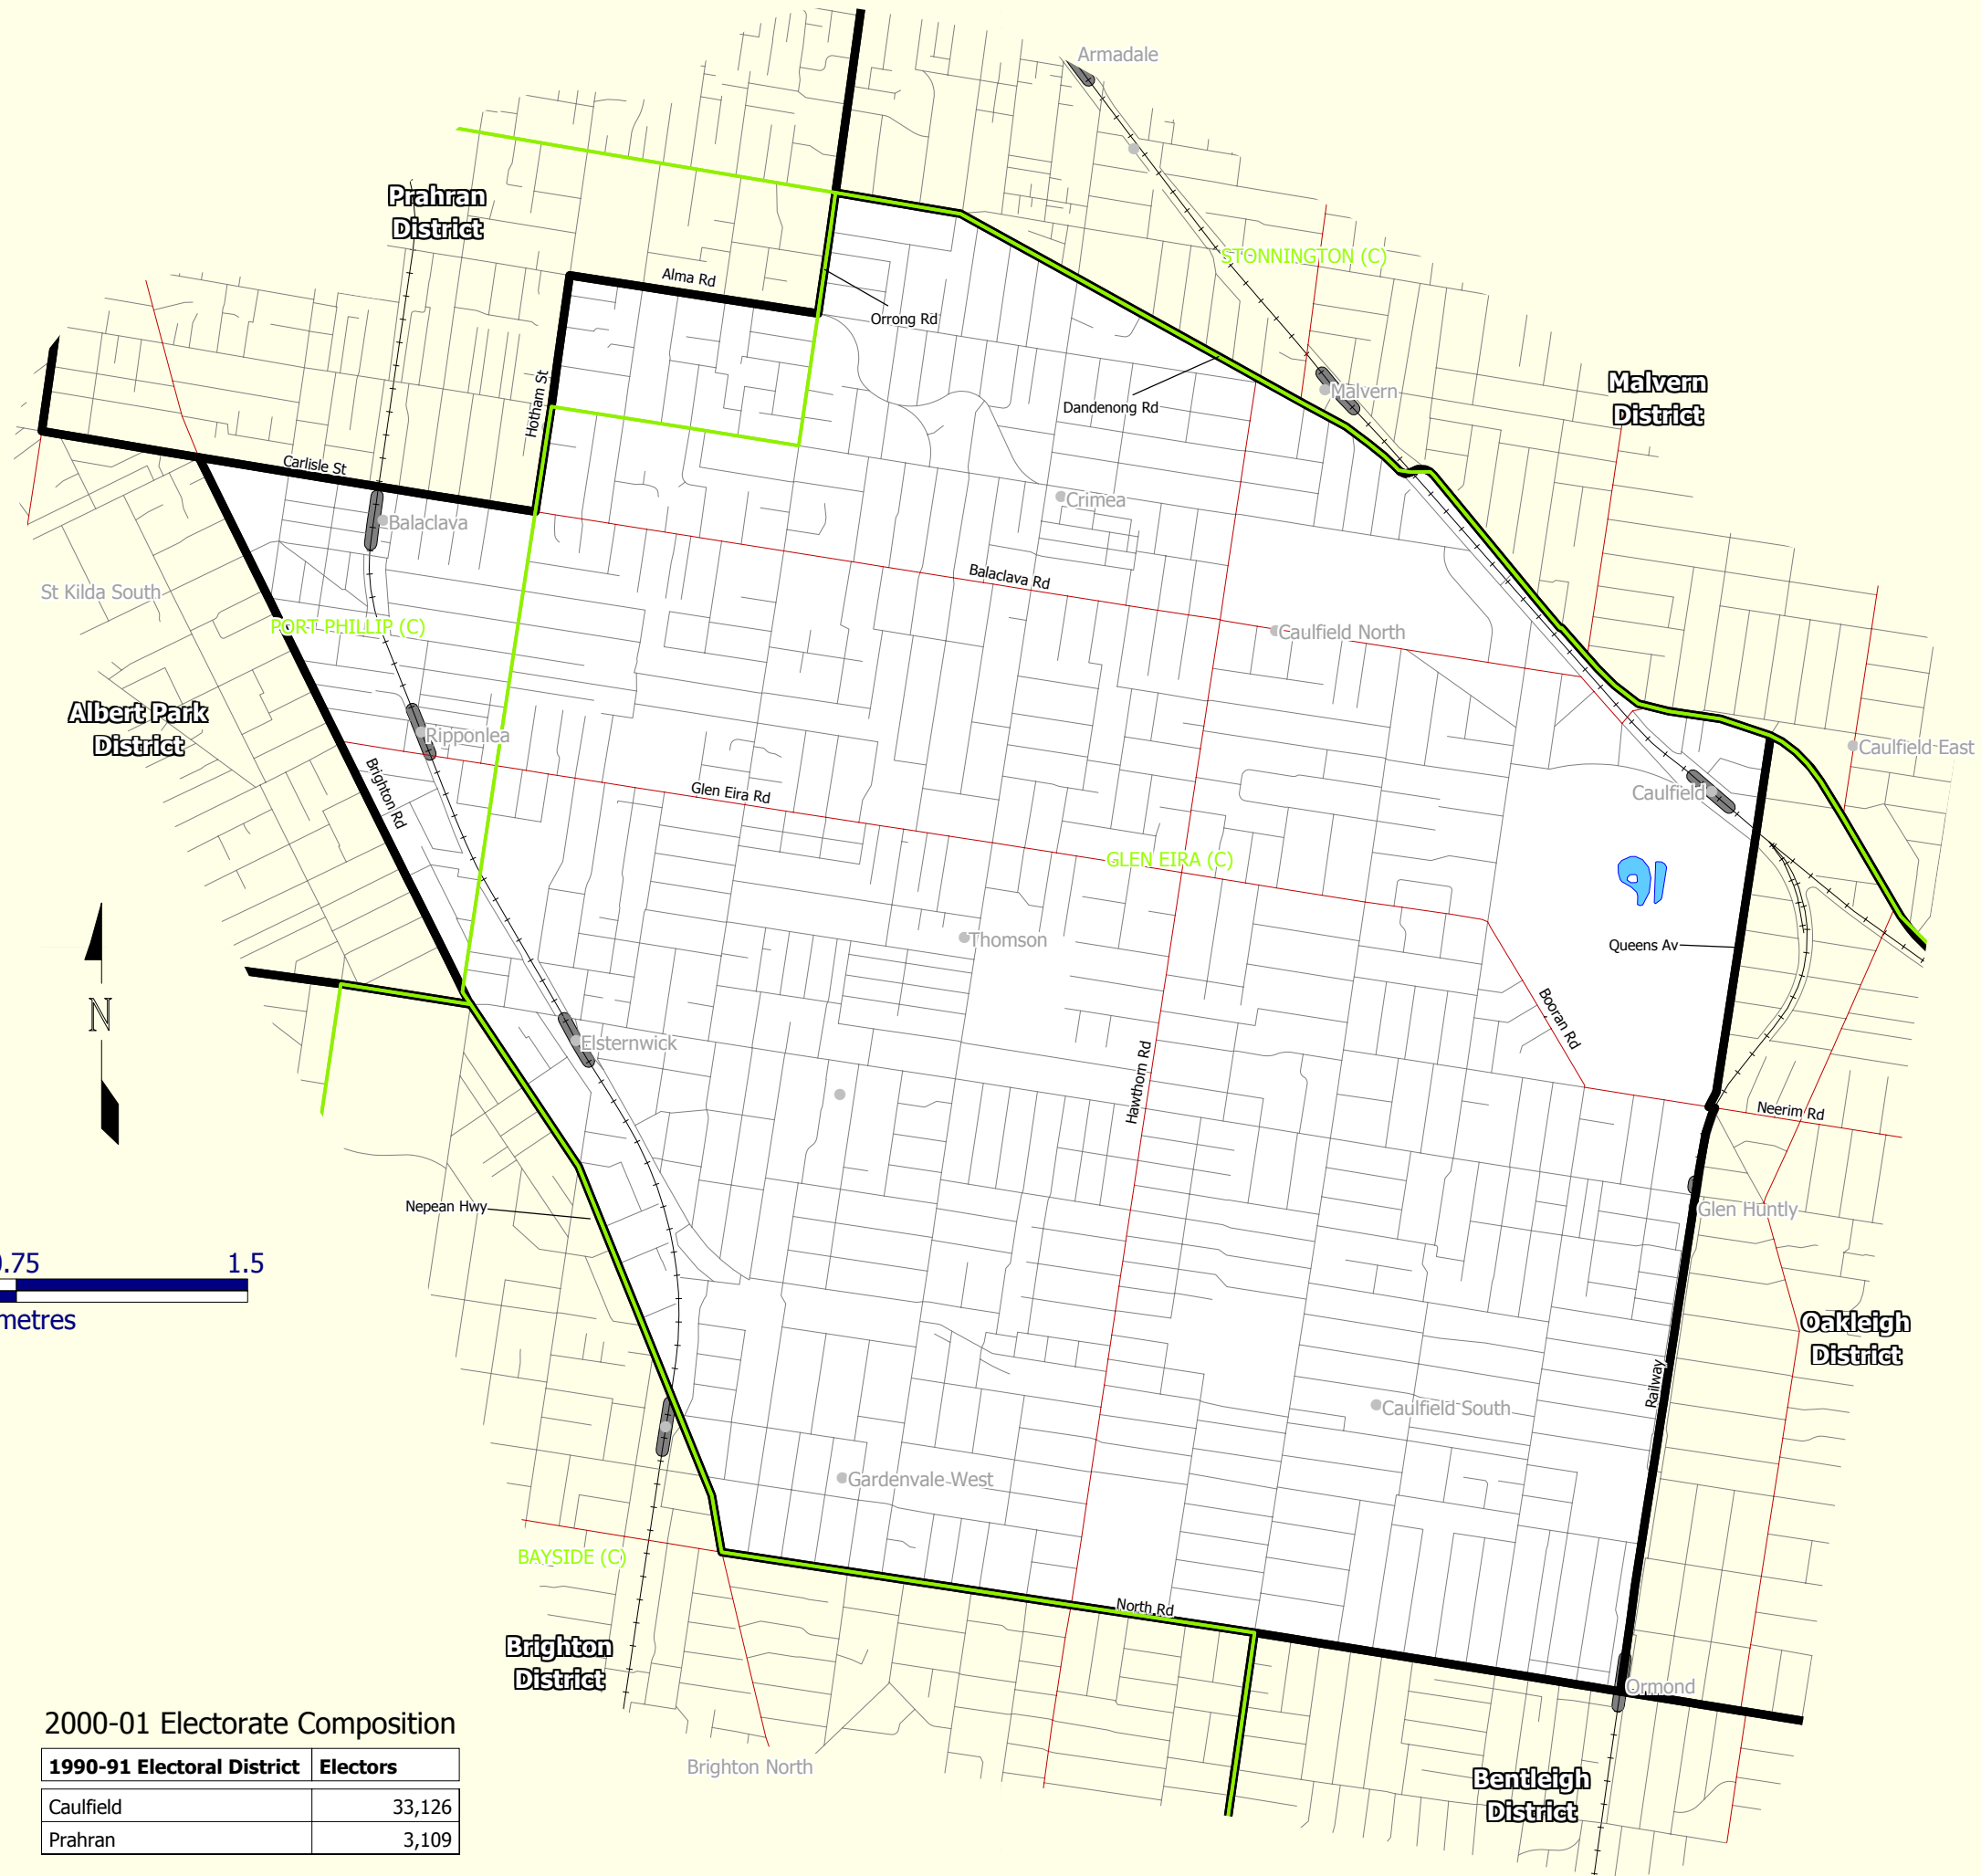 Armadale
Prahran
District
STONNINGTON (C)
Alma Rd
Orrong Rd
Malvern
District
Malvern
Hotham St
Dandenong Rd
Carlisle St
Balaclava
Crimea
Balaclava Rd
St Kilda South
PORT PHILLIP (C)
Caulfield North
Albert Park
District
Ripponlea
Caulfield East
Brighton Rd
Glen Eira Rd
Caulfield
GLEN EIRA (C)
Thomson
Queens Av
N
Booran Rd
Elsternwick
Hawthorn Rd
Neerim Rd
Nepean Hwy
Glen Huntly
0.75 1.5
metres
Oakleigh
District
Railway
Caulfield South
Gardenvale West
BAYSIDE (C)
North Rd
Brighton
District
Ormond
Brighton North
Bentleigh
District
2000-01 Electorate Composition
1990-91 Electoral District Electors
Caulfield 33,126
Prahran 3,109